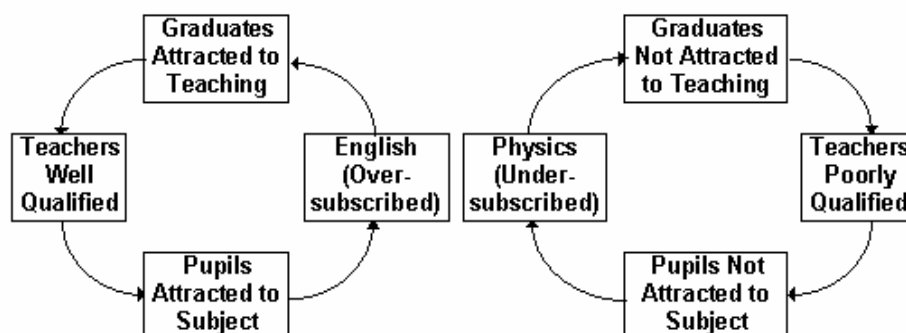 Graduates
Attracted to
Teaching
Graduates
Not Attracted
to Teaching
Teachers
Well
Qualified
English
(Over-
subscribed)
Physics
(Under-
subscribed)
Teachers
Poorly
Qualified
Pupils
Attracted to
Subject
Pupils Not
Attracted to
Subject